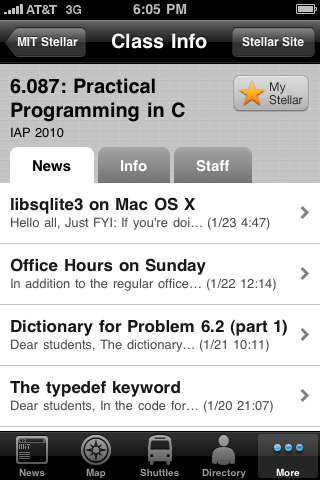 AT&T 3G 6:05 PM
MIT Stellar Class Info Stellar Site
6.087: Practical
Programming in C
IAP 2010
My
Stellar
News Info Staff
libsqlite3 on Mac OS X
Hello all, Just FYI: If you're doi... (1/23 4:47)
Office Hours on Sunday
In addition to the regular office... (1/22 12:14)
Dictionary for Problem 6.2 (part 1)
Dear students, The dictionary... (1/21 10:11)
The typedef keyword
Dear students, In the code for... (1/20 21:07)
News Map Shuttles Directory More